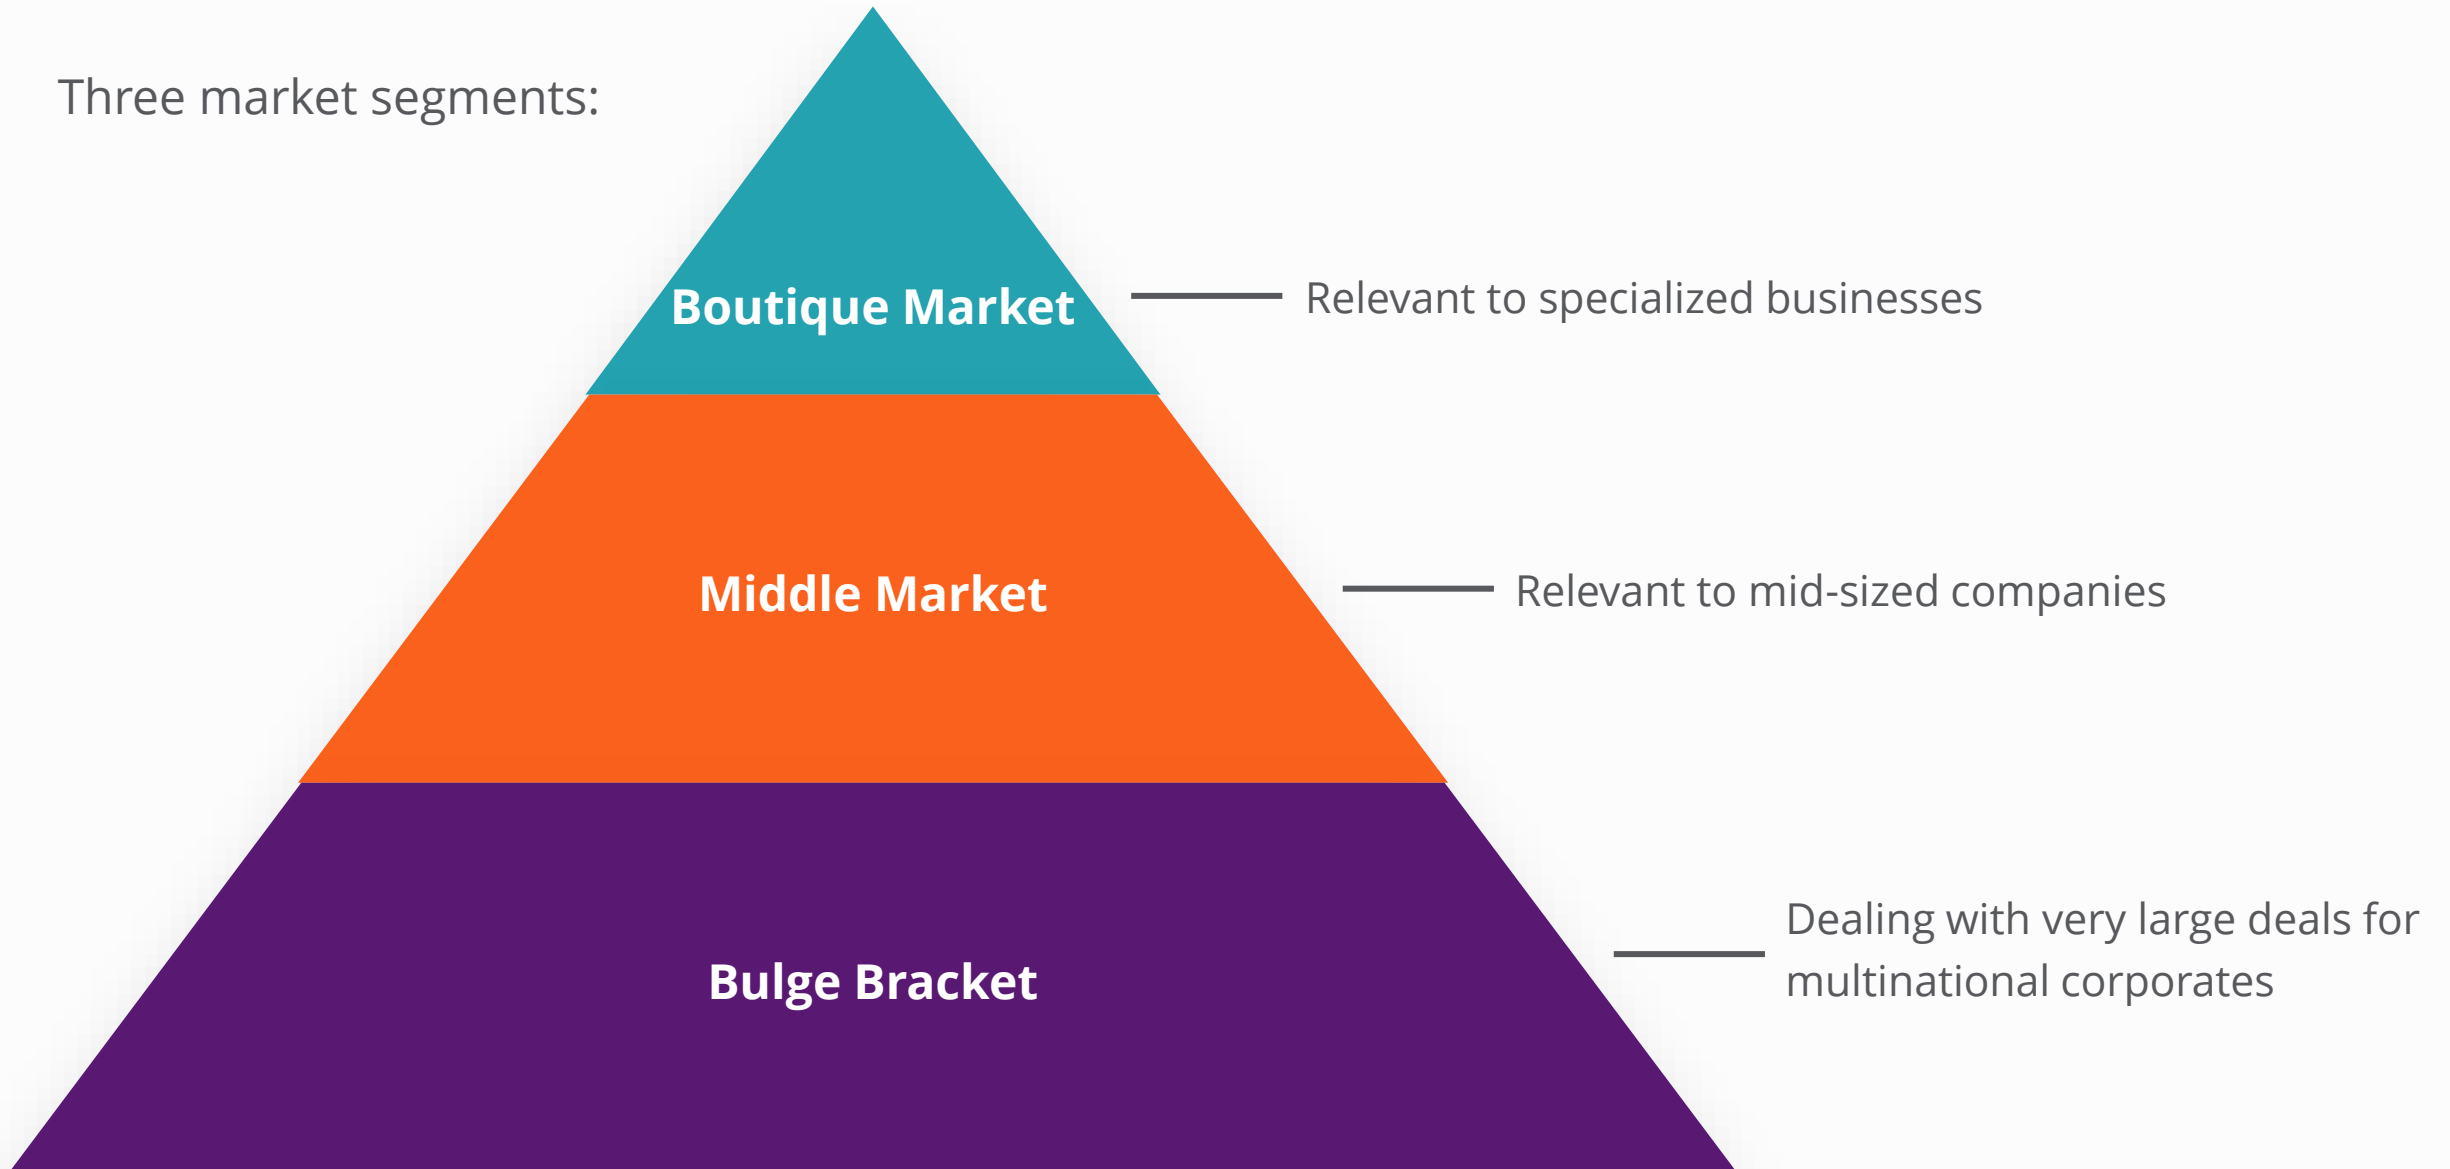 Three market segments:
Boutique Market
Relevant to specialized businesses
Middle Market
Relevant to mid-sized companies
Bulge Bracket
Dealing with very large deals for
multinational corporates